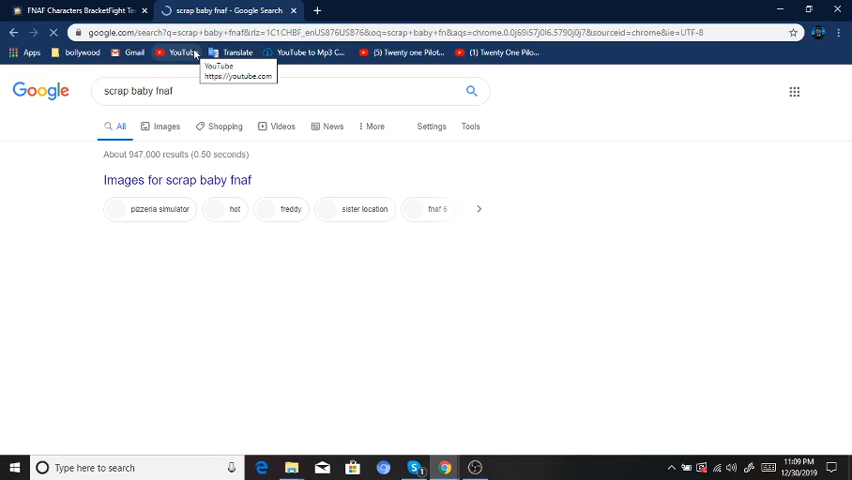 FNAF Characters BracketFight Te
scrap baby fnaf - Google Search
google.com/search?q=scrap+baby+fnaf&rlz=1C1CHBF_enUS876US876&oq=scrap+baby+fn&aqs=chrome.0.0j69i57j0l6.5790j0j7&sourceid=chrome&ie=UTF-8
Apps
bollywood
Gmail
YouTube
Translate
YouTube to Mp3 C...
(5) Twenty one Pilot...
(1) Twenty One Pilo...
YouTube
https://youtube.com
Google
scrap baby fnaf
All
Images
Shopping
Videos
News
More
Settings
Tools
About 947,000 results (0.50 seconds)
Images for scrap baby fnaf
pizzeria simulator
hot
freddy
sister location
fnaf 6
Type here to search
1
11:09 PM
12/30/2019